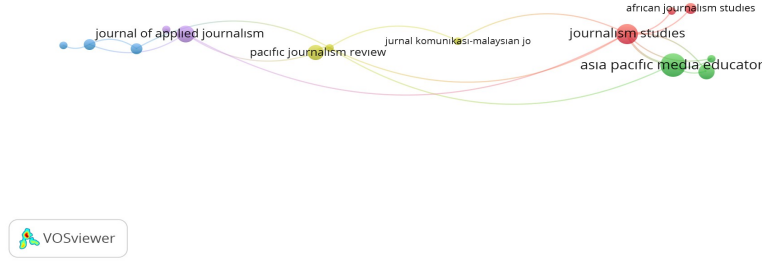 african journalism studies
journal of applied journalism
journalism studies
jurnal komunikasi-malaysian jo
pacific journalism review
asia pacific media educator
VOSviewer